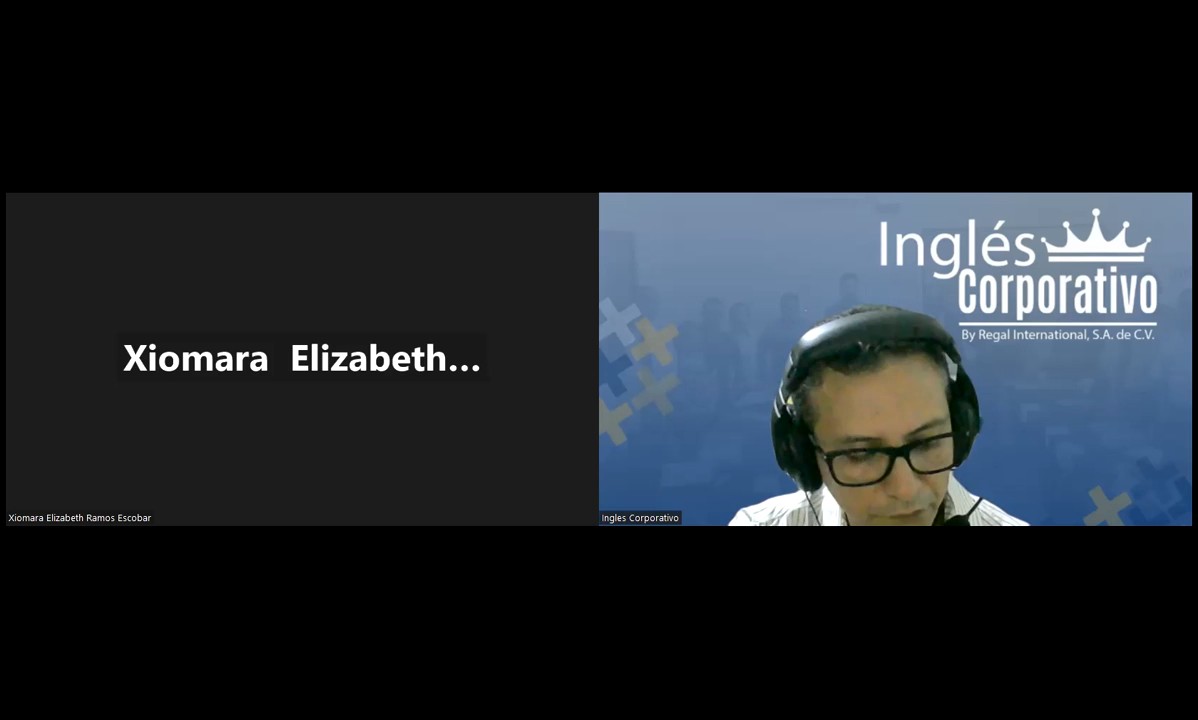 Xiomara Elizabeth...
Xiomara Elizabeth Ramos Escobar
Inglés
Corporativo
By Regal International, S.A. de C.V.
Ingles Corporativo